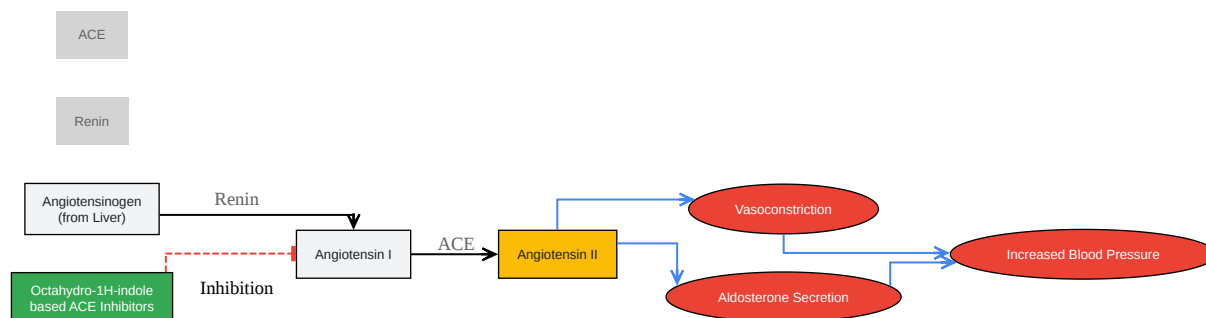 ACE
Renin
Angiotensinogen
(from Liver)
Renin
Angiotensin I
ACE
Angiotensin II
Vasoconstriction
Increased Blood Pressure
Octahydro-1H-indole
based ACE Inhibitors
Inhibition
Aldosterone Secretion